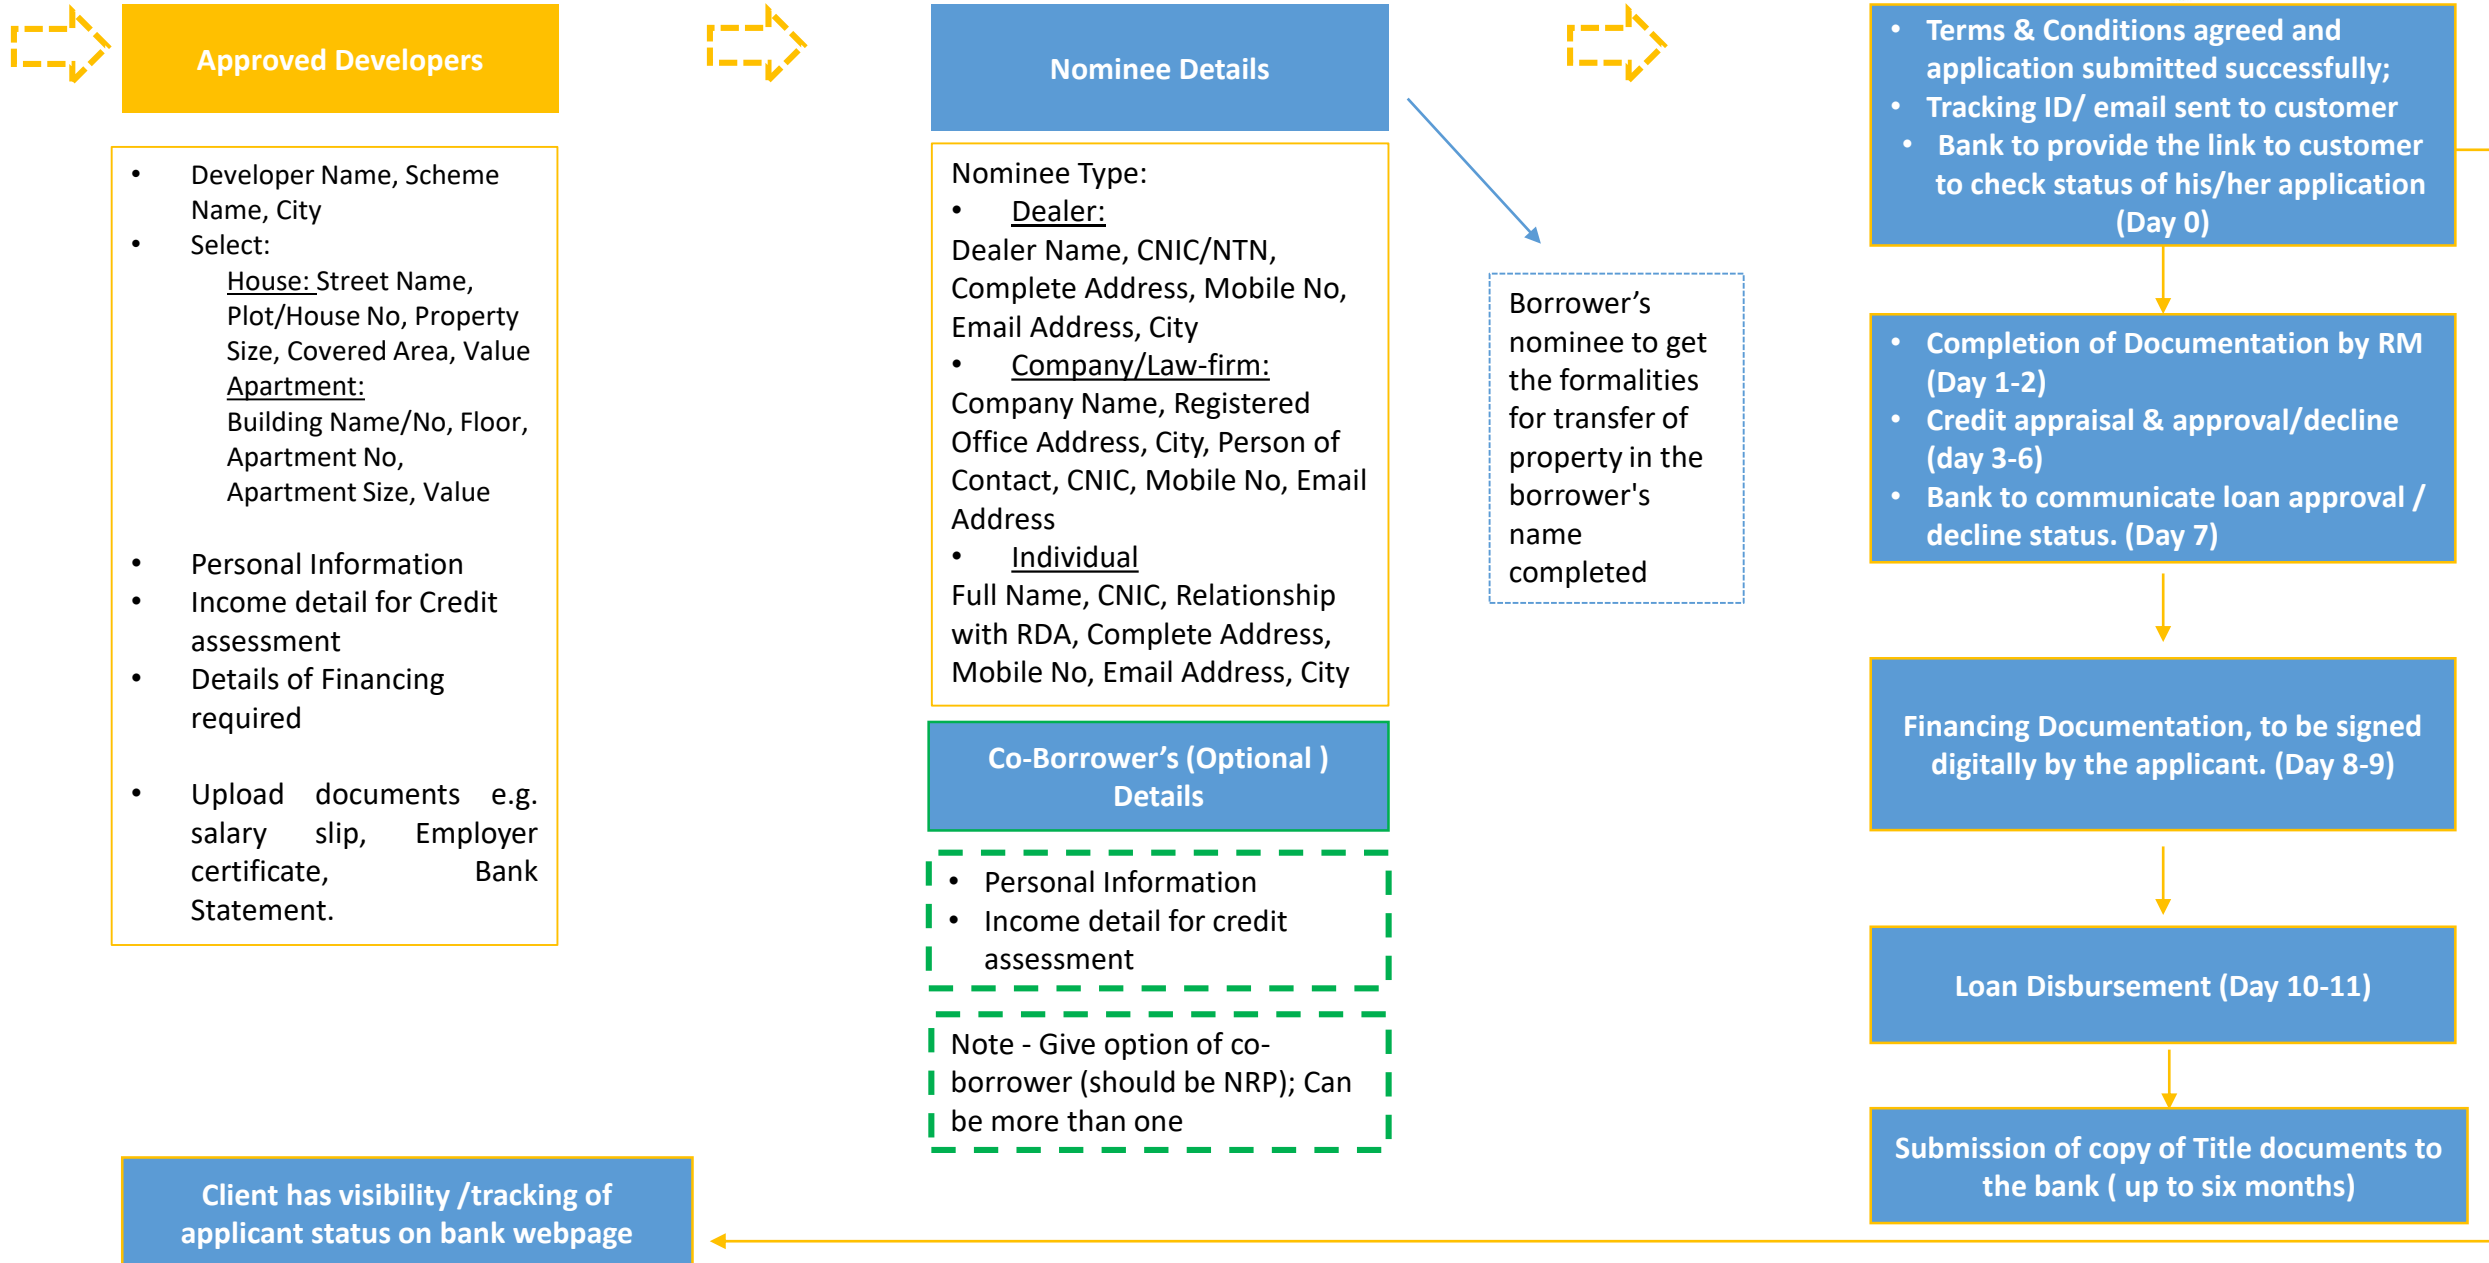 Approved Developers
• Developer Name, Scheme
Name, City
• Select:
House: Street Name,
Plot/House No, Property
Size, Covered Area, Value
Apartment:
Building Name/No, Floor,
Apartment No,
Apartment Size, Value
• Personal Information
• Income detail for Credit
assessment
• Details of Financing
required
• Upload documents e.g.
salary slip, Employer
certificate, Bank
Statement.
Client has visibility /tracking of
applicant status on bank webpage
Nominee Details
Nominee Type:
• Dealer:
Dealer Name, CNIC/NTN,
Complete Address, Mobile No,
Email Address, City
• Company/Law-firm:
Company Name, Registered
Office Address, City, Person of
Contact, CNIC, Mobile No, Email
Address
• Individual
Full Name, CNIC, Relationship
with RDA, Complete Address,
Mobile No, Email Address, City
Co-Borrower’s (Optional )
Details
• Personal Information
• Income detail for credit
assessment
Note - Give option of co-
borrower (should be NRP); Can
be more than one
Borrower’s
nominee to get
the formalities
for transfer of
property in the
borrower's
name
completed
• Terms & Conditions agreed and
application submitted successfully;
• Tracking ID/ email sent to customer
• Bank to provide the link to customer
to check status of his/her application
(Day 0)
• Completion of Documentation by RM
(Day 1-2)
• Credit appraisal & approval/decline
(day 3-6)
• Bank to communicate loan approval /
decline status. (Day 7)
Financing Documentation, to be signed
digitally by the applicant. (Day 8-9)
Loan Disbursement (Day 10-11)
Submission of copy of Title documents to
the bank ( up to six months)